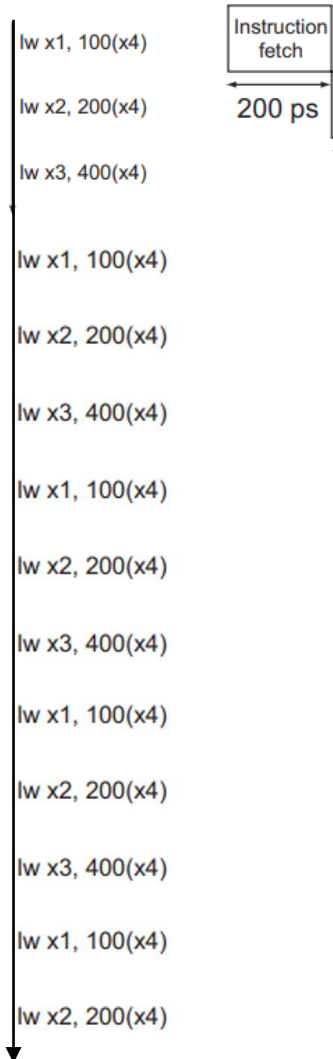 lw x1, 100(x4)
Instruction
fetch
200 ps
lw x2, 200(x4)
lw x3, 400(x4)
lw x1, 100(x4)
lw x2, 200(x4)
lw x3, 400(x4)
lw x1, 100(x4)
lw x2, 200(x4)
lw x3, 400(x4)
lw x1, 100(x4)
lw x2, 200(x4)
lw x3, 400(x4)
lw x1, 100(x4)
lw x2, 200(x4)